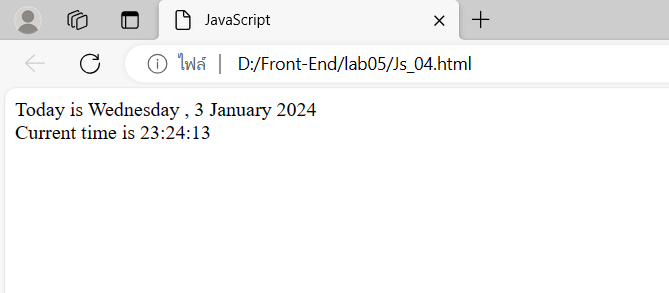 JavaScript
ไฟล์ D:/Front-End/lab05/Js_04.html
Today is Wednesday , 3 January 2024
Current time is 23:24:13